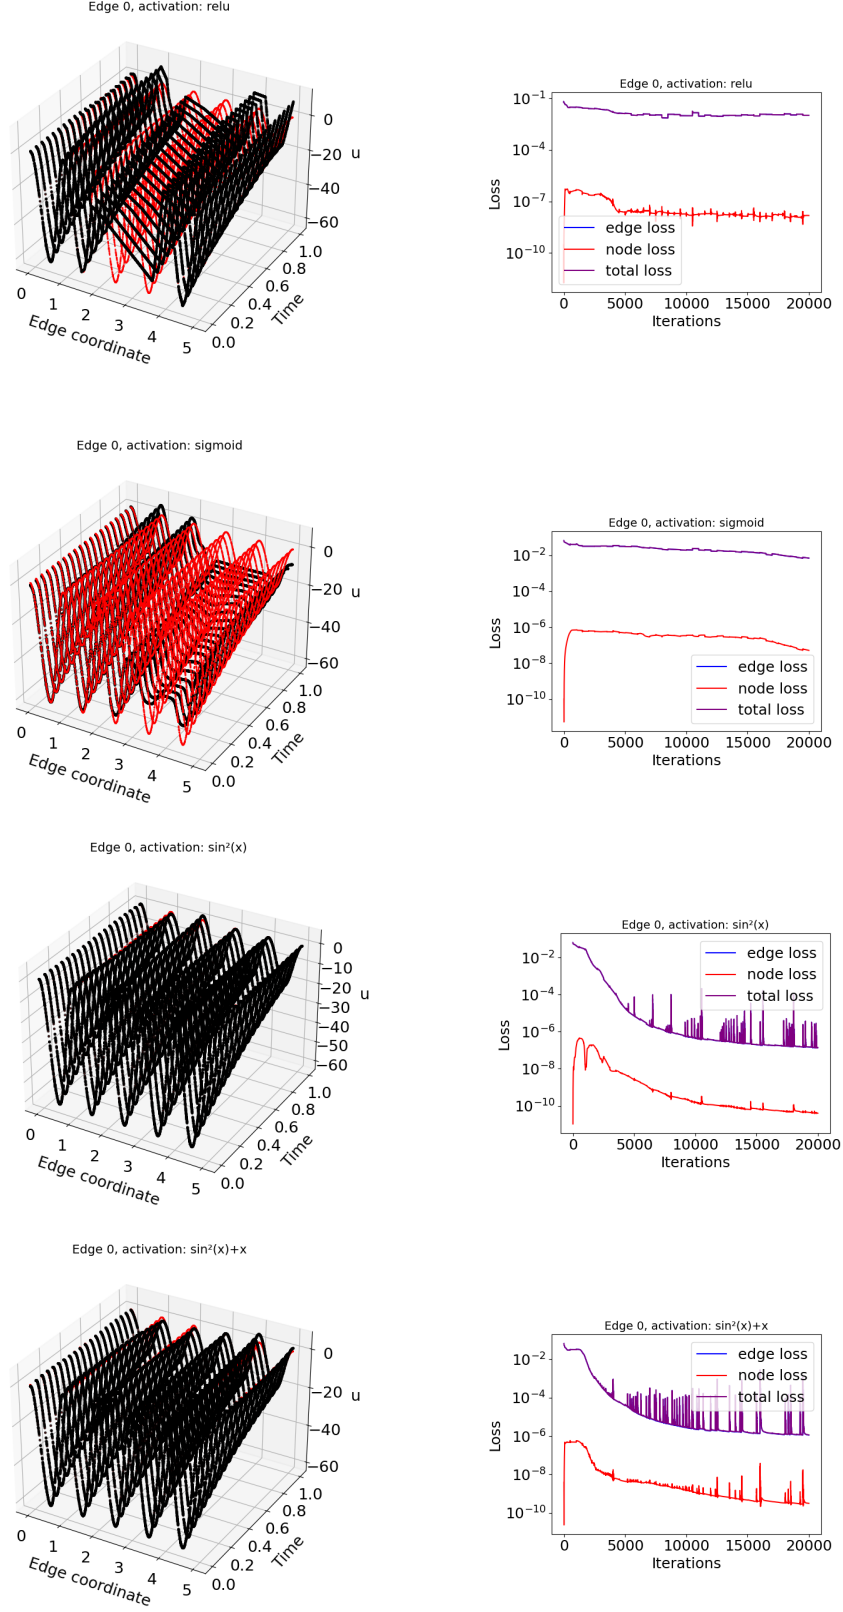 Edge 0, activation: relu
0
−20
−40
−60
u
0
1
2
3
4
5
Edge coordinate
0.0
0.2
0.4
0.6
0.8
1.0
Time
Edge 0, activation: relu
10⁻¹
10⁻⁴
10⁻⁷
10⁻¹⁰
Loss
edge loss
node loss
total loss
0 5000 10000 15000 20000
Iterations
Edge 0, activation: sigmoid
0
−20
−40
−60
u
0
1
2
3
4
5
Edge coordinate
0.0
0.2
0.4
0.6
0.8
1.0
Time
Edge 0, activation: sigmoid
10⁻²
10⁻⁴
10⁻⁶
10⁻⁸
10⁻¹⁰
Loss
edge loss
node loss
total loss
0 5000 10000 15000 20000
Iterations
Edge 0, activation: sin²(x)
0
−10
−20
−30
−40
−50
−60
u
0
1
2
3
4
5
Edge coordinate
0.0
0.2
0.4
0.6
0.8
1.0
Time
Edge 0, activation: sin²(x)
10⁻²
10⁻⁴
10⁻⁶
10⁻⁸
10⁻¹⁰
Loss
edge loss
node loss
total loss
0 5000 10000 15000 20000
Iterations
Edge 0, activation: sin²(x)+x
0
−20
−40
−60
u
0
1
2
3
4
5
Edge coordinate
0.0
0.2
0.4
0.6
0.8
1.0
Time
Edge 0, activation: sin²(x)+x
10⁻²
10⁻⁴
10⁻⁶
10⁻⁸
10⁻¹⁰
Loss
edge loss
node loss
total loss
0 5000 10000 15000 20000
Iterations